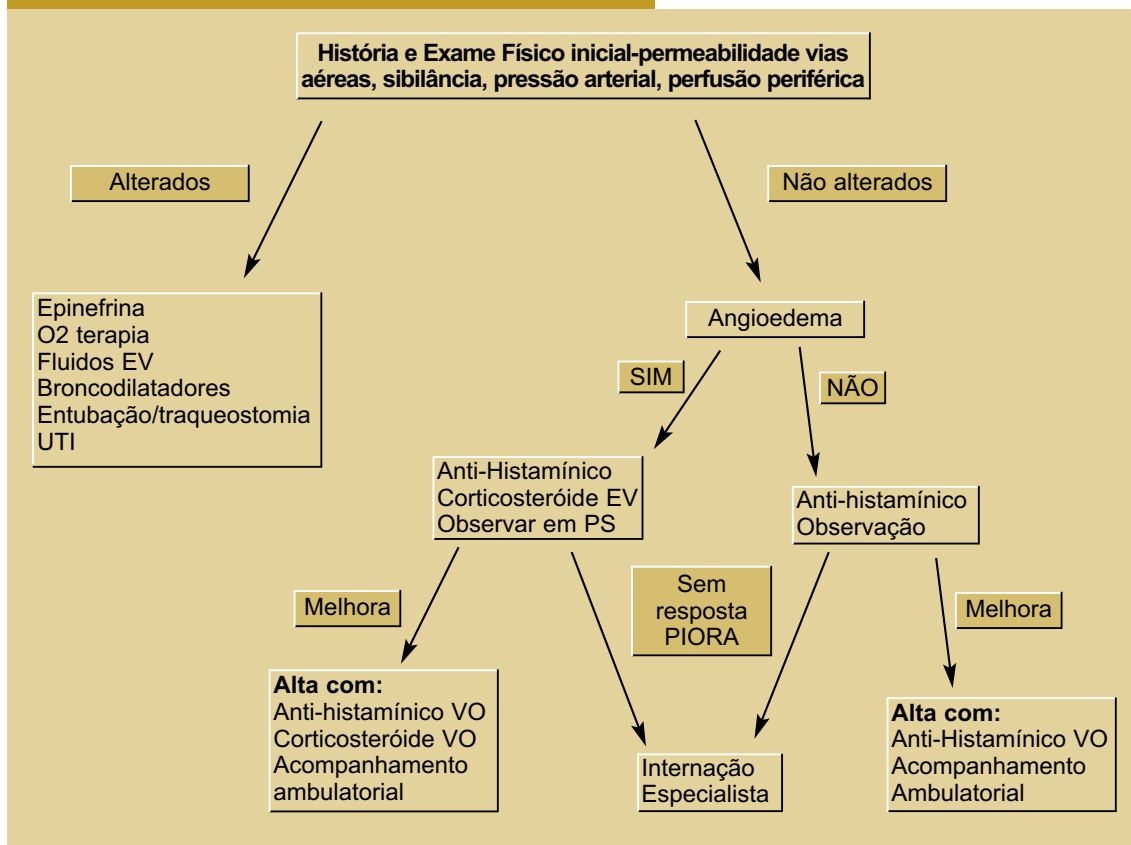 História e Exame Físico inicial-permeabilidade vias
aéreas, sibilância, pressão arterial, perfusão periférica
Alterados
Não alterados
Epinefrina
O2 terapia
Fluidos EV
Broncodilatadores
Entubação/traqueostomia
UTI
Angioedema
SIM
NÃO
Anti-Histamínico
Corticosteróide EV
Observar em PS
Anti-histamínico
Observação
Melhora
Sem
resposta
PIORA
Melhora
Alta com:
Anti-histamínico VO
Corticosteróide VO
Acompanhamento
ambulatorial
Internação
Especialista
Alta com:
Anti-Histamínico VO
Acompanhamento
Ambulatorial